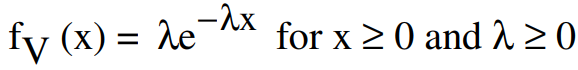 f_V (x) = λe^{−λx} for x ≥ 0 and λ ≥ 0